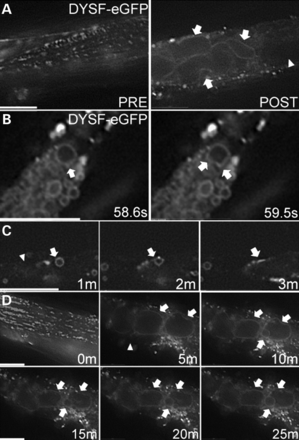 A DYSF-eGFP
PRE POST
B DYSF-eGFP
58.6s 59.5s
C
1m 2m 3m
D
0m 5m 10m
15m 20m 25m